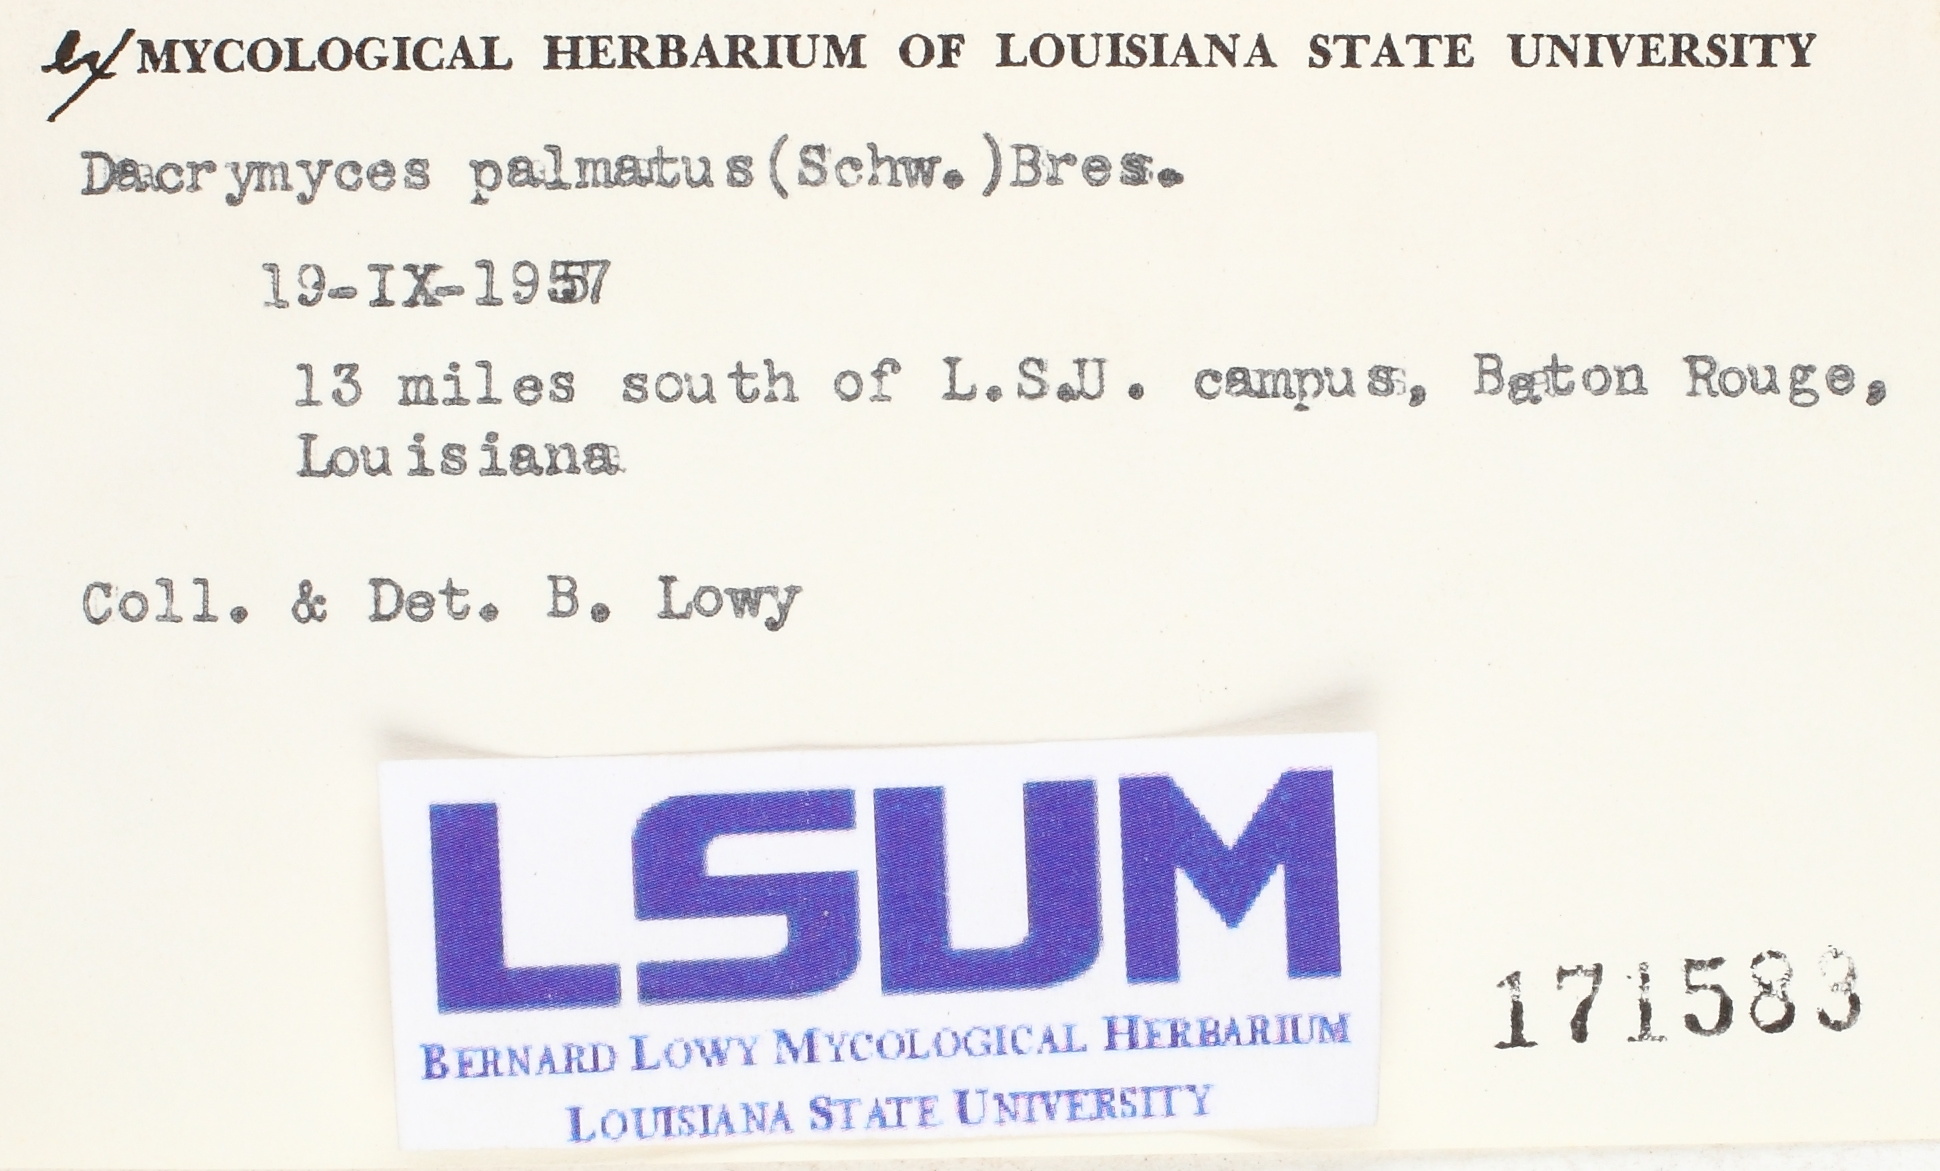 ex/ MYCOLOGICAL HERBARIUM OF LOUISIANA STATE UNIVERSITY
Dacrymyces palmatus (Schw.) Bres.
19-IX-1957
13 miles south of L.S.U. campus, Baton Rouge,
Louisiana
Coll. & Det. B. Lowy
LSUM
BERNARD LOWY MYCOLOGICAL HERBARIUM
LOUISIANA STATE UNIVERSITY
171583